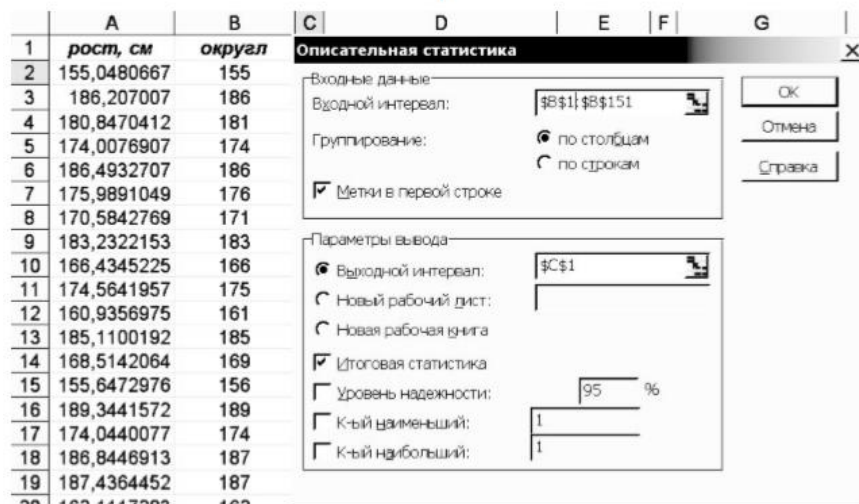 A B C D E F G
1 рост, см округл Описательная статистика
2 155,0480667 155
3 186,207007 186
4 180,8470412 181
5 174,0076907 174
6 186,4932707 186
7 175,9891049 176
8 170,5842769 171
9 183,2322153 183
10 166,4345225 166
11 174,5641957 175
12 160,9356975 161
13 185,1100192 185
14 168,5142064 169
15 155,6472976 156
16 189,3441572 189
17 174,0440077 174
18 186,8446913 187
19 187,4364452 187
Входные данные
Входной интервал: $B$1:$B$151
Группирование: по столбцам
по строкам
Метки в первой строке
OK
Отмена
Справка
Параметры вывода
Выходной интервал: $C$1
Новый рабочий лист:
Новая рабочая книга
Итоговая статистика
Уровень надежности: 95 %
К-ый наименьший: 1
К-ый наибольший: 1